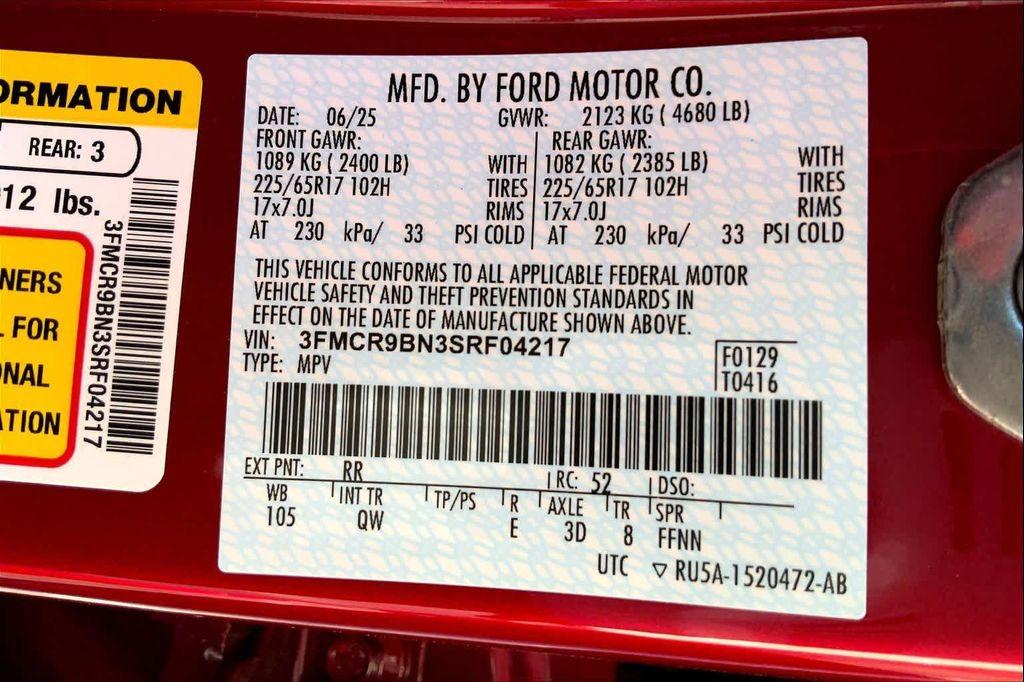 ORMATION
REAR: 3
12 lbs.
NERS
FOR
NAL
ATION
3FMCR9BN3SRF04217
MFD. BY FORD MOTOR CO.
DATE: 06/25 GVWR: 2123 KG ( 4680 LB)
FRONT GAWR: REAR GAWR:
1089 KG ( 2400 LB) WITH 1082 KG ( 2385 LB) WITH
225/65R17 102H TIRES 225/65R17 102H TIRES
17x7.0J RIMS 17x7.0J RIMS
AT 230 kPa/ 33 PSI COLD AT 230 kPa/ 33 PSI COLD
THIS VEHICLE CONFORMS TO ALL APPLICABLE FEDERAL MOTOR
VEHICLE SAFETY AND THEFT PREVENTION STANDARDS IN
EFFECT ON THE DATE OF MANUFACTURE SHOWN ABOVE.
VIN: 3FMCR9BN3SRF04217
TYPE: MPV
F0129
T0416
EXT PNT: RR RC: 52 DSO:
WB INT TR TP/PS R AXLE TR SPR
105 QW E 3D 8 FFNN
UTC ▽ RU5A-1520472-AB